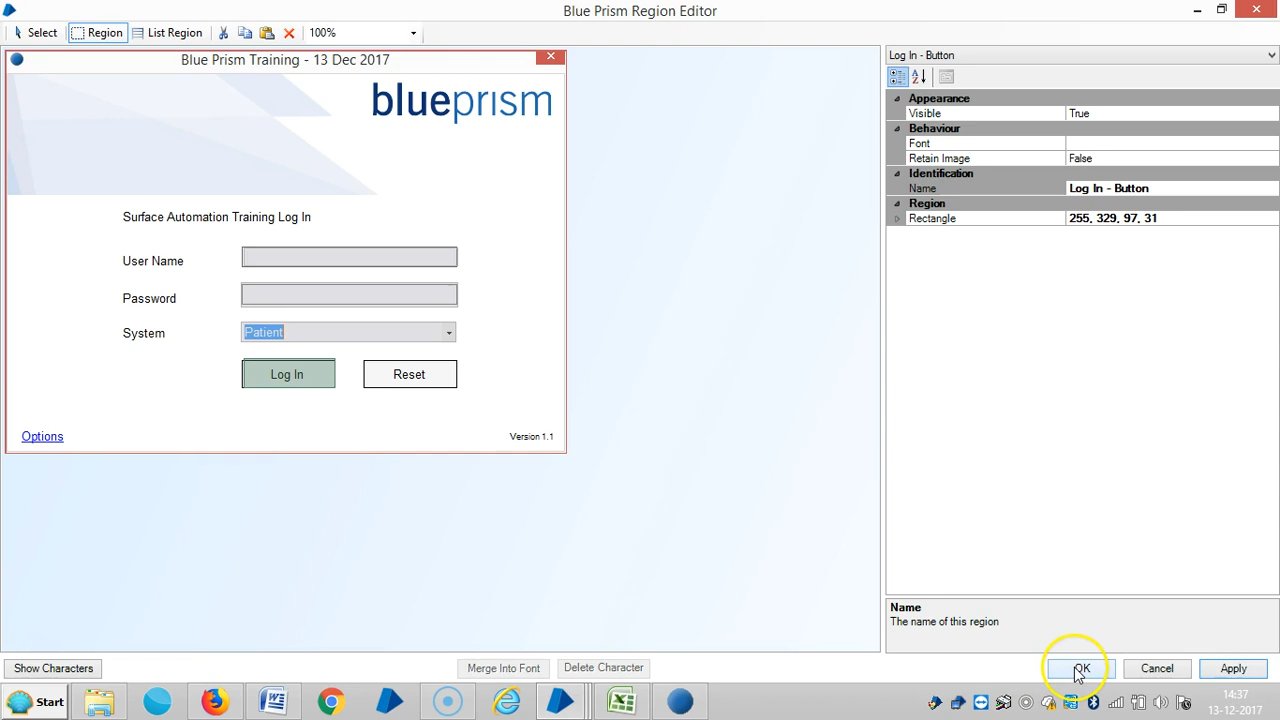 Blue Prism Region Editor
Select Region List Region 100%
Blue Prism Training - 13 Dec 2017
blueprism
Surface Automation Training Log In
User Name
Password
System Patient
Log In Reset
Options Version 1.1
Log In - Button
Appearance
Visible True
Behaviour
Font
Retain Image False
Identification
Name Log In - Button
Region
Rectangle 255, 329, 97, 31
Name
The name of this region
Show Characters Merge Into Font Delete Character OK Cancel Apply
Start
14:37
13-12-2017